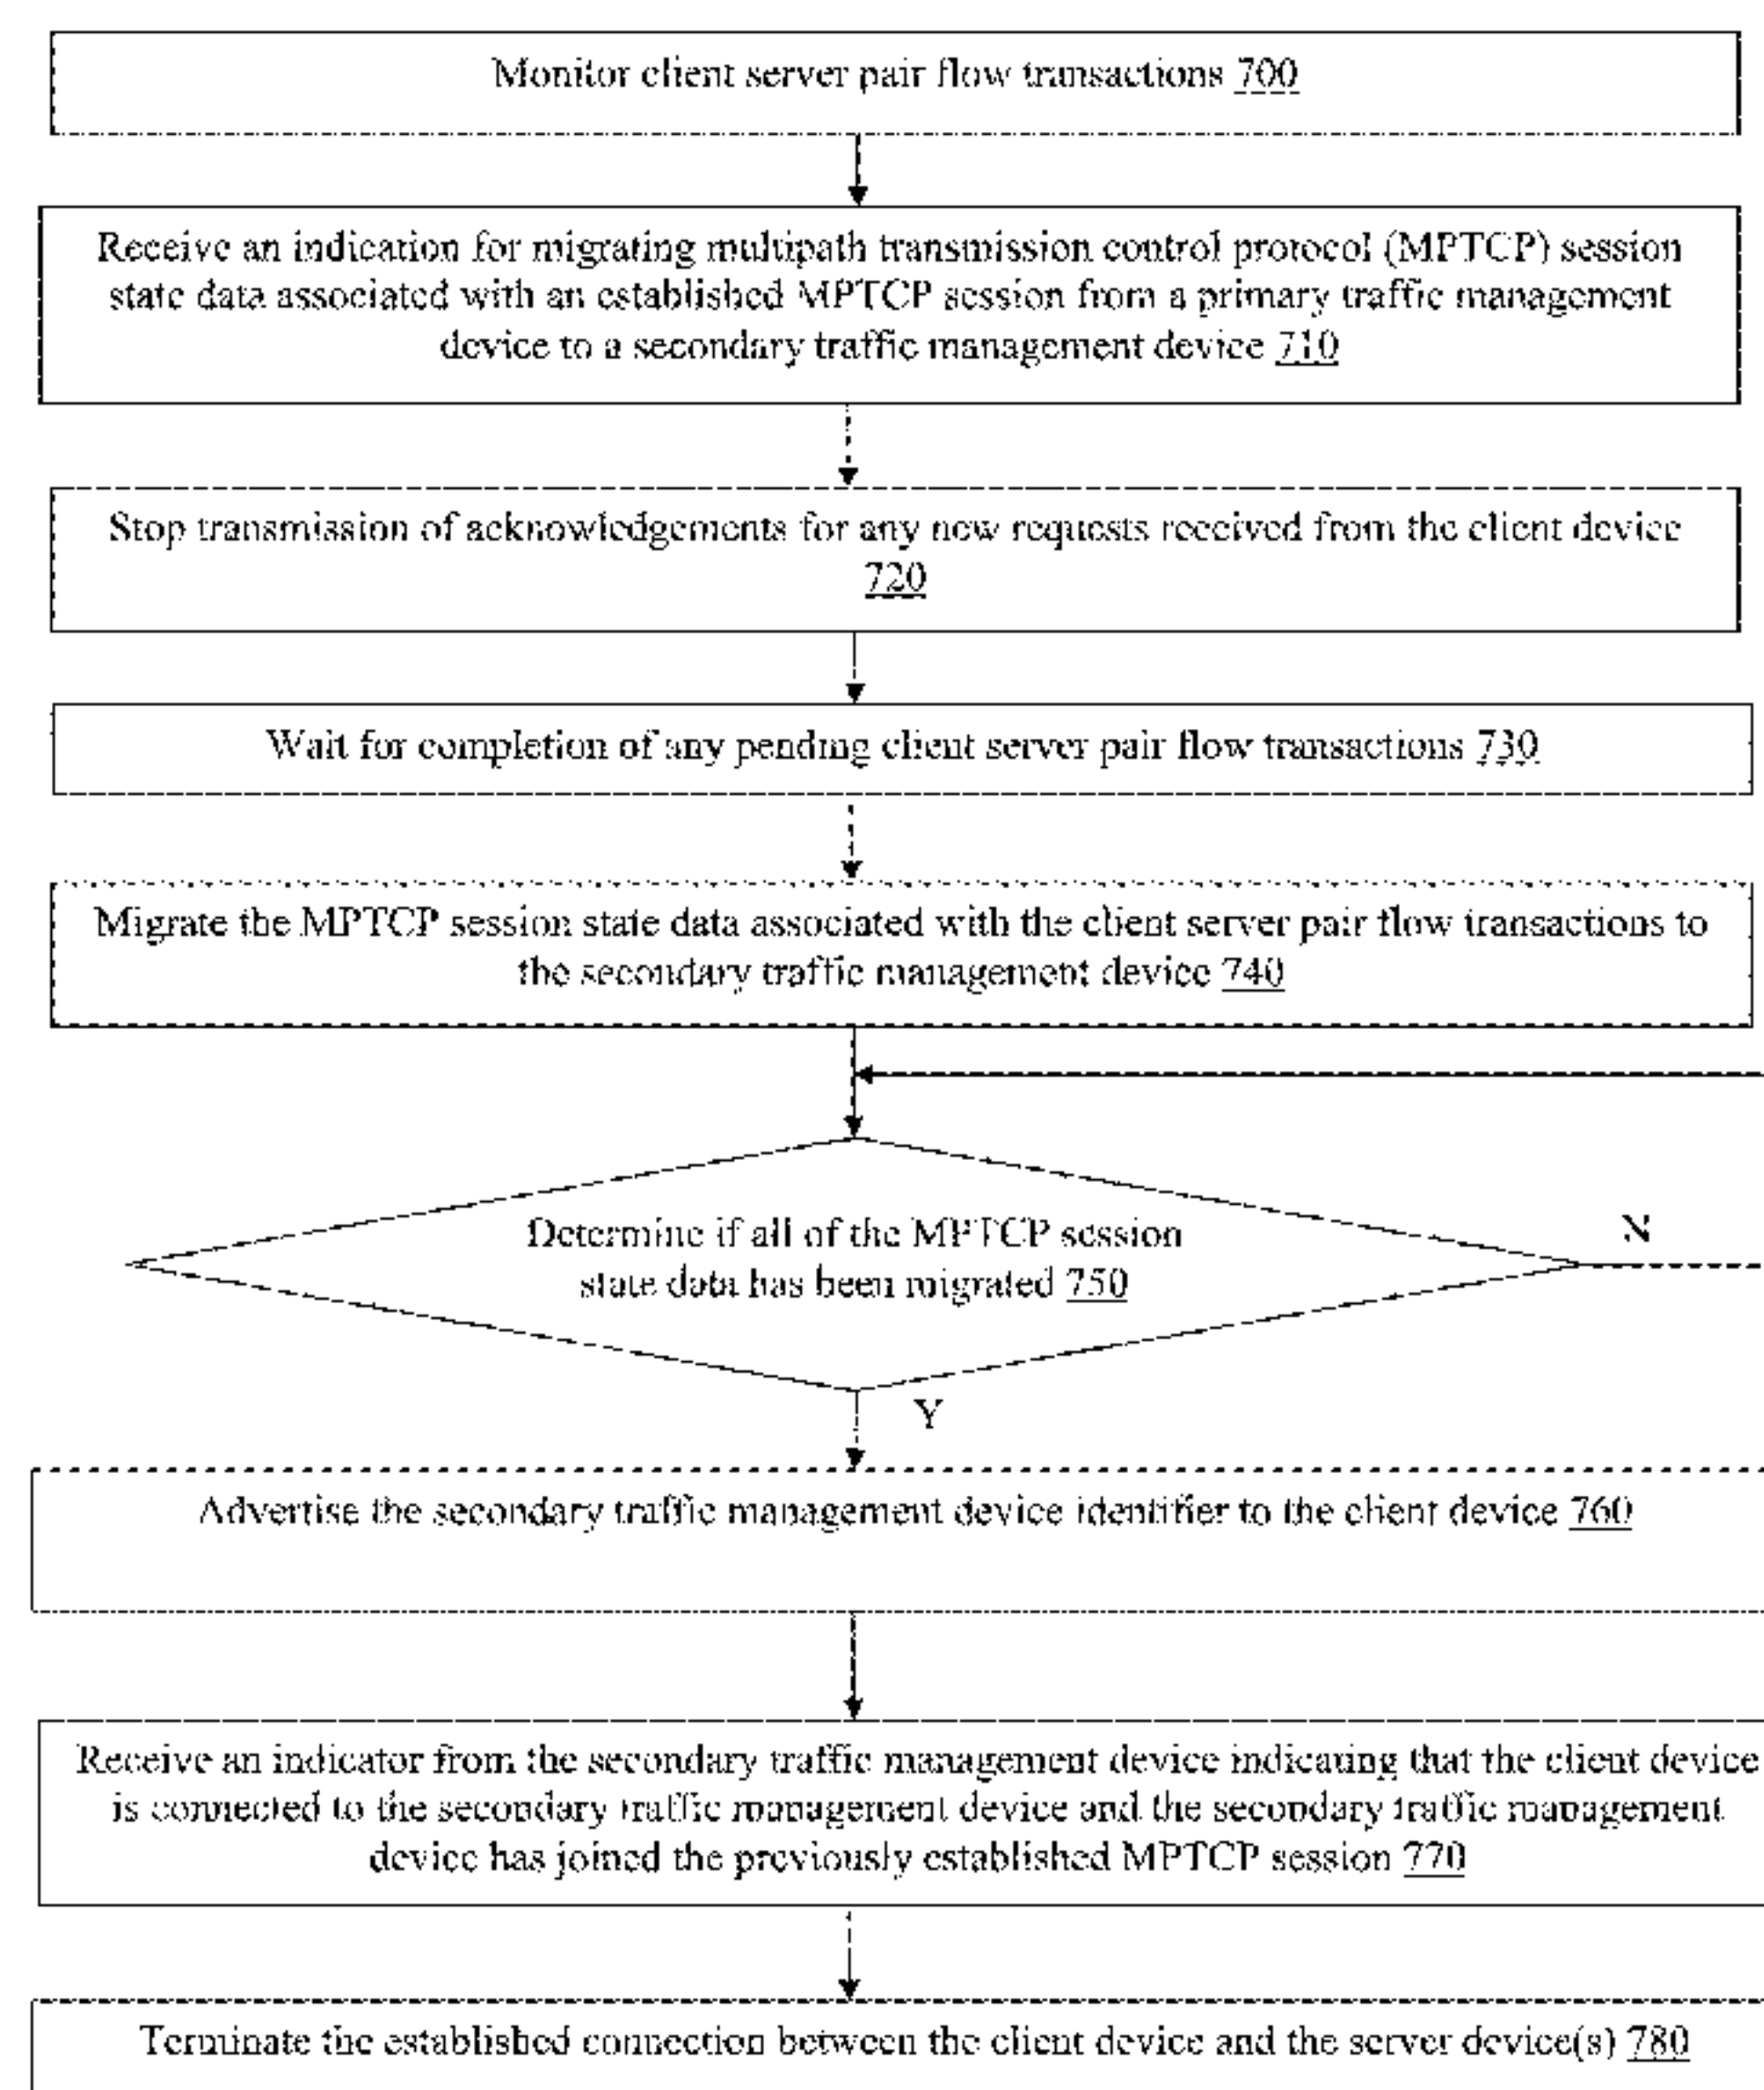 Monitor client server pair flow transactions 700
Receive an indication for migrating multipath transmission control protocol (MPTCP) session
state data associated with an established MPTCP session from a primary traffic management
device to a secondary traffic management device 710
Stop transmission of acknowledgements for any new requests received from the client device
720
Wait for completion of any pending client server pair flow transactions 730
Migrate the MPTCP session state data associated with the client server pair flow transactions to
the secondary traffic management device 740
Determine if all of the MPTCP session
state data has been migrated 750
N
Y
Advertise the secondary traffic management device identifier to the client device 760
Receive an indicator from the secondary traffic management device indicating that the client device
is connected to the secondary traffic management device and the secondary traffic management
device has joined the previously established MPTCP session 770
Terminate the established connection between the client device and the server device(s) 780